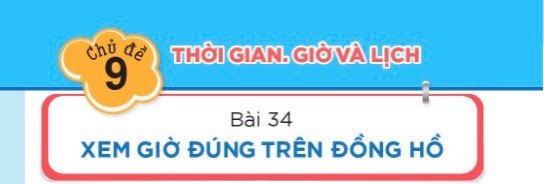 Chủ đề
9
THỜI GIAN. GIỜ VÀ LỊCH
Bài 34
XEM GIỜ ĐÚNG TRÊN ĐỒNG HỒ